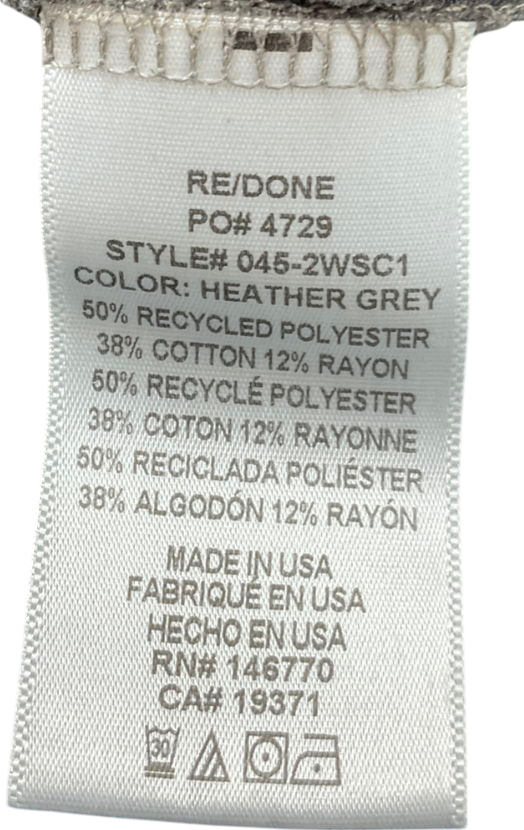 RE/DONE
PO# 4729
STYLE# 045-2WSC1
COLOR: HEATHER GREY
50% RECYCLED POLYESTER
38% COTTON 12% RAYON
50% RECYCLÉ POLYESTER
38% COTON 12% RAYONNE
50% RECICLADA POLIÉSTER
38% ALGODÓN 12% RAYÓN
MADE IN USA
FABRIQUÉ EN USA
HECHO EN USA
RN# 146770
CA# 19371
30